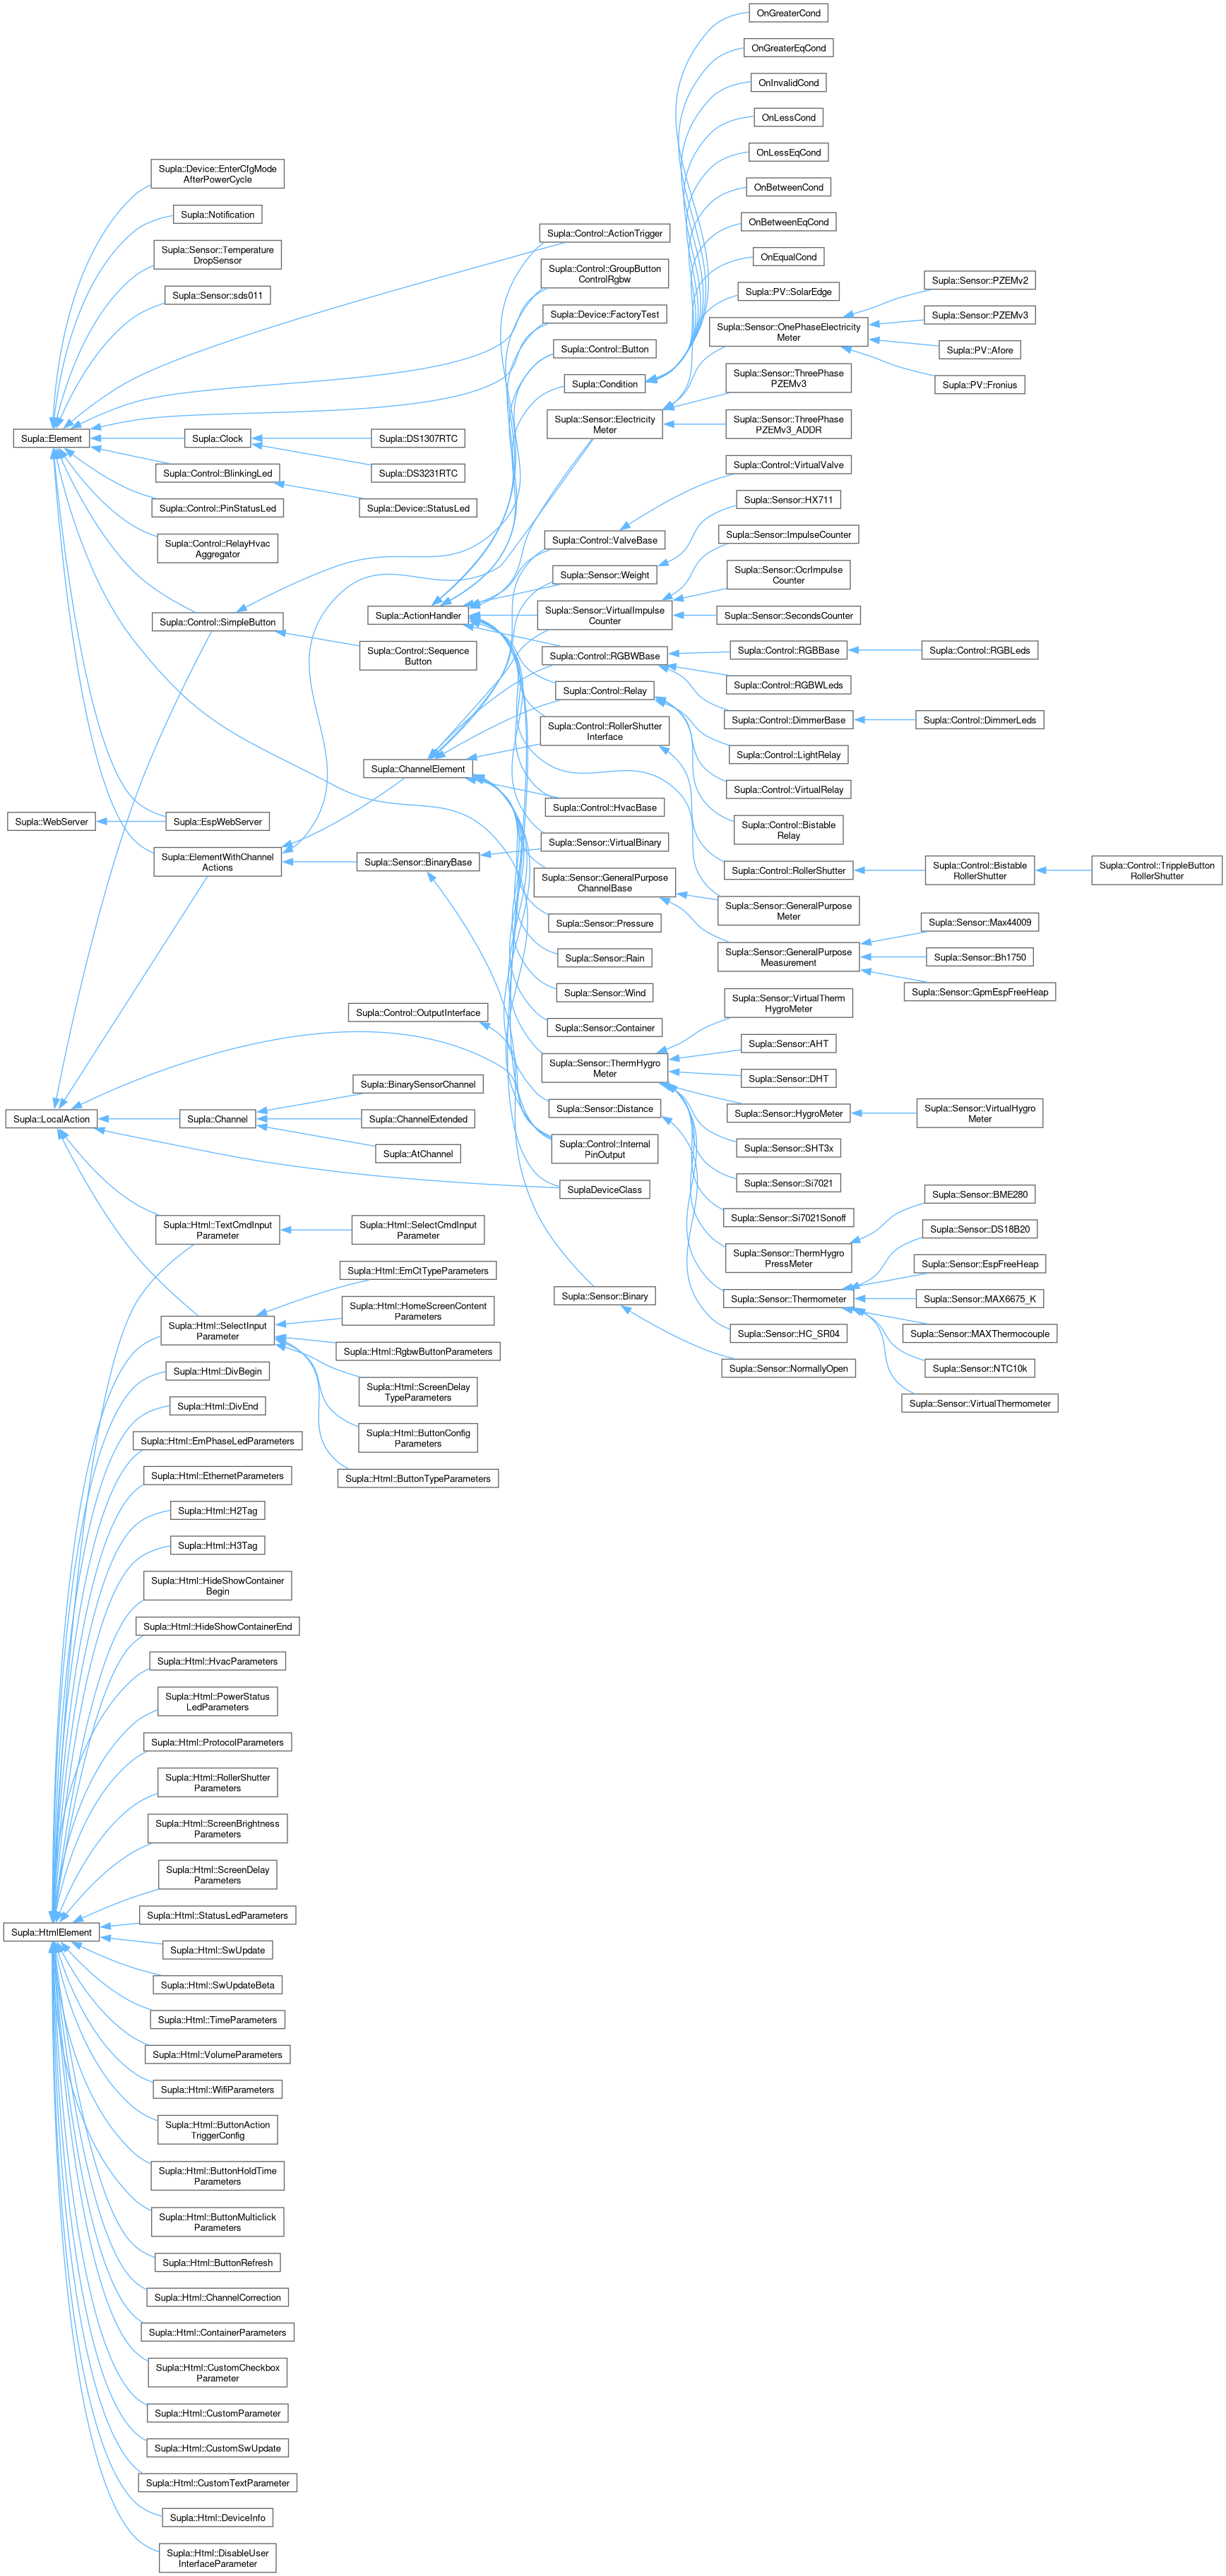 OnGreaterCond
OnGreaterEqCond
OnInvalidCond
OnLessCond
OnLessEqCond
OnBetweenCond
OnBetweenEqCond
OnEqualCond
Supla::Device::EnterCfgMode
AfterPowerCycle
Supla::Notification
Supla::Sensor::Temperature
DropSensor
Supla::Sensor::sds011
Supla::Element
Supla::Clock
Supla::Control::BlinkingLed
Supla::Control::PinStatusLed
Supla::Control::RelayHvac
Aggregator
Supla::DS1307RTC
Supla::DS3231RTC
Supla::Device::StatusLed
Supla::Control::ActionTrigger
Supla::Control::GroupButton
ControlRgbw
Supla::Device::FactoryTest
Supla::Control::Button
Supla::Condition
Supla::Sensor::Electricity
Meter
Supla::PV::SolarEdge
Supla::Sensor::OnePhaseElectricity
Meter
Supla::Sensor::ThreePhase
PZEMv3
Supla::Sensor::ThreePhase
PZEMv3_ADDR
Supla::Sensor::PZEMv2
Supla::Sensor::PZEMv3
Supla::PV::Afore
Supla::PV::Fronius
Supla::Control::VirtualValve
Supla::Sensor::HX711
Supla::Control::ValveBase
Supla::Sensor::Weight
Supla::Sensor::ImpulseCounter
Supla::Sensor::OcrImpulse
Counter
Supla::Sensor::SecondsCounter
Supla::Control::SimpleButton
Supla::Control::Sequence
Button
Supla::ActionHandler
Supla::Sensor::VirtualImpulse
Counter
Supla::Control::RGBWBase
Supla::Control::RGBBase
Supla::Control::RGBLeds
Supla::Control::RGBWLeds
Supla::Control::Relay
Supla::Control::DimmerBase
Supla::Control::DimmerLeds
Supla::Control::RollerShutter
Interface
Supla::Control::LightRelay
Supla::ChannelElement
Supla::Control::VirtualRelay
Supla::Control::HvacBase
Supla::Control::Bistable
Relay
Supla::WebServer
Supla::EspWebServer
Supla::ElementWithChannel
Actions
Supla::Sensor::BinaryBase
Supla::Sensor::VirtualBinary
Supla::Control::RollerShutter
Supla::Control::Bistable
RollerShutter
Supla::Control::TrippleButton
RollerShutter
Supla::Sensor::GeneralPurpose
ChannelBase
Supla::Sensor::GeneralPurpose
Meter
Supla::Sensor::Pressure
Supla::Sensor::Rain
Supla::Sensor::GeneralPurpose
Measurement
Supla::Sensor::Max44009
Supla::Sensor::Bh1750
Supla::Sensor::GpmEspFreeHeap
Supla::Sensor::Wind
Supla::Control::OutputInterface
Supla::Sensor::Container
Supla::Sensor::VirtualTherm
HygroMeter
Supla::Sensor::AHT
Supla::Sensor::ThermHygro
Meter
Supla::Sensor::DHT
Supla::BinarySensorChannel
Supla::Sensor::Distance
Supla::Sensor::HygroMeter
Supla::Sensor::VirtualHygro
Meter
Supla::LocalAction
Supla::Channel
Supla::ChannelExtended
Supla::AtChannel
Supla::Control::Internal
PinOutput
Supla::Sensor::SHT3x
SuplaDeviceClass
Supla::Sensor::Si7021
Supla::Sensor::Si7021Sonoff
Supla::Sensor::BME280
Supla::Html::TextCmdInput
Parameter
Supla::Html::SelectCmdInput
Parameter
Supla::Sensor::ThermHygro
PressMeter
Supla::Sensor::DS18B20
Supla::Sensor::EspFreeHeap
Supla::Html::EmCtTypeParameters
Supla::Sensor::Binary
Supla::Sensor::Thermometer
Supla::Sensor::MAX6675_K
Supla::Html::HomeScreenContent
Parameters
Supla::Html::SelectInput
Parameter
Supla::Sensor::HC_SR04
Supla::Sensor::MAXThermocouple
Supla::Html::RgbwButtonParameters
Supla::Sensor::NormallyOpen
Supla::Sensor::NTC10k
Supla::Html::DivBegin
Supla::Html::ScreenDelay
TypeParameters
Supla::Sensor::VirtualThermometer
Supla::Html::DivEnd
Supla::Html::ButtonConfig
Parameters
Supla::Html::EmPhaseLedParameters
Supla::Html::EthernetParameters
Supla::Html::ButtonTypeParameters
Supla::Html::H2Tag
Supla::Html::H3Tag
Supla::Html::HideShowContainer
Begin
Supla::Html::HideShowContainerEnd
Supla::Html::HvacParameters
Supla::Html::PowerStatus
LedParameters
Supla::Html::ProtocolParameters
Supla::Html::RollerShutter
Parameters
Supla::Html::ScreenBrightness
Parameters
Supla::Html::ScreenDelay
Parameters
Supla::Html::StatusLedParameters
Supla::HtmlElement
Supla::Html::SwUpdate
Supla::Html::SwUpdateBeta
Supla::Html::TimeParameters
Supla::Html::VolumeParameters
Supla::Html::WifiParameters
Supla::Html::ButtonAction
TriggerConfig
Supla::Html::ButtonHoldTime
Parameters
Supla::Html::ButtonMulticlick
Parameters
Supla::Html::ButtonRefresh
Supla::Html::ChannelCorrection
Supla::Html::ContainerParameters
Supla::Html::CustomCheckbox
Parameter
Supla::Html::CustomParameter
Supla::Html::CustomSwUpdate
Supla::Html::CustomTextParameter
Supla::Html::DeviceInfo
Supla::Html::DisableUser
InterfaceParameter